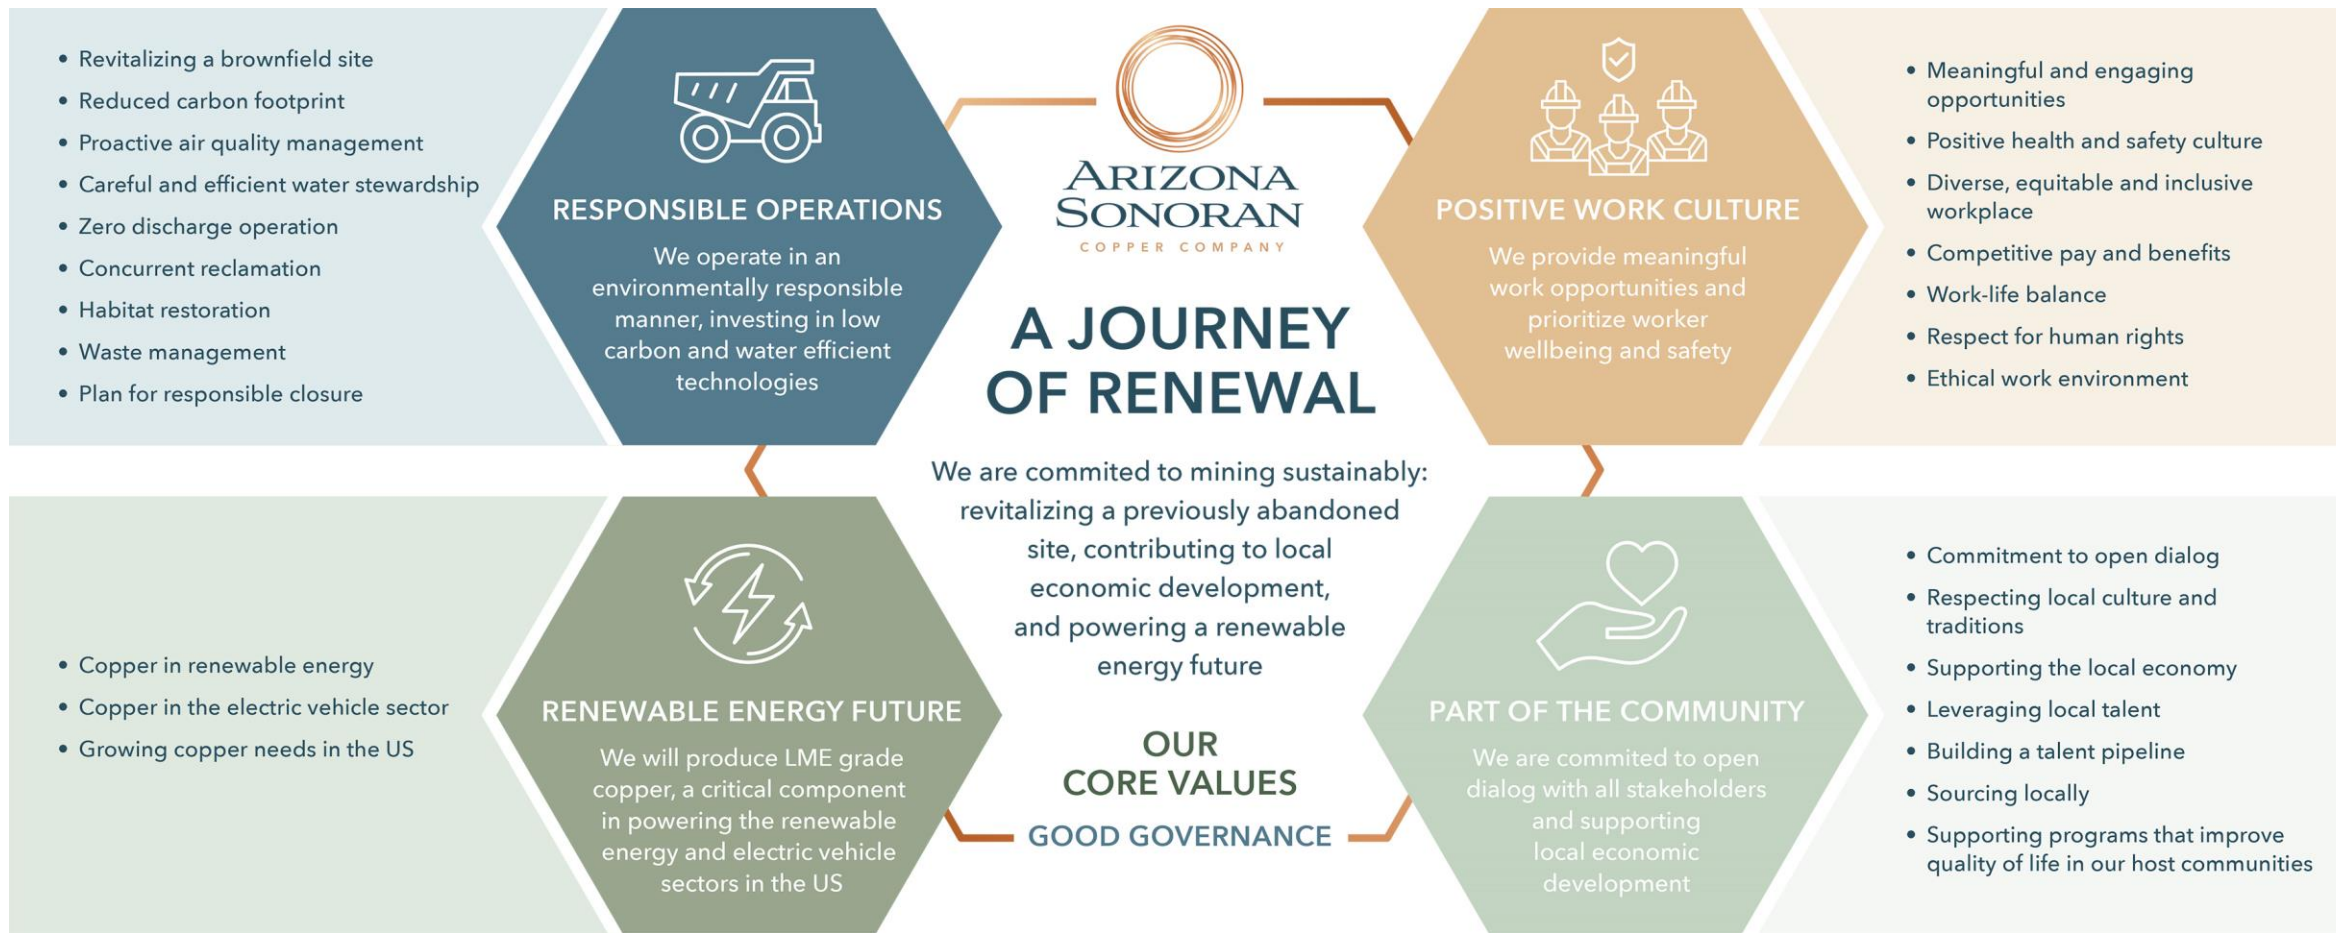 • Revitalizing a brownfield site
• Reduced carbon footprint
• Proactive air quality management
• Careful and efficient water stewardship
• Zero discharge operation
• Concurrent reclamation
• Habitat restoration
• Waste management
• Plan for responsible closure
RESPONSIBLE OPERATIONS
We operate in an
environmentally responsible
manner, investing in low
carbon and water efficient
technologies
ARIZONA
SONORAN
COPPER COMPANY
A JOURNEY
OF RENEWAL
We are commited to mining sustainably:
revitalizing a previously abandoned
site, contributing to local
economic development,
and powering a renewable
energy future
OUR
CORE VALUES
GOOD GOVERNANCE
POSITIVE WORK CULTURE
We provide meaningful
work opportunities and
prioritize worker
wellbeing and safety
• Meaningful and engaging
opportunities
• Positive health and safety culture
• Diverse, equitable and inclusive
workplace
• Competitive pay and benefits
• Work-life balance
• Respect for human rights
• Ethical work environment
• Copper in renewable energy
• Copper in the electric vehicle sector
• Growing copper needs in the US
RENEWABLE ENERGY FUTURE
We will produce LME grade
copper, a critical component
in powering the renewable
energy and electric vehicle
sectors in the US
PART OF THE COMMUNITY
We are commited to open
dialog with all stakeholders
and supporting
local economic
development
• Commitment to open dialog
• Respecting local culture and
traditions
• Supporting the local economy
• Leveraging local talent
• Building a talent pipeline
• Sourcing locally
• Supporting programs that improve
quality of life in our host communities